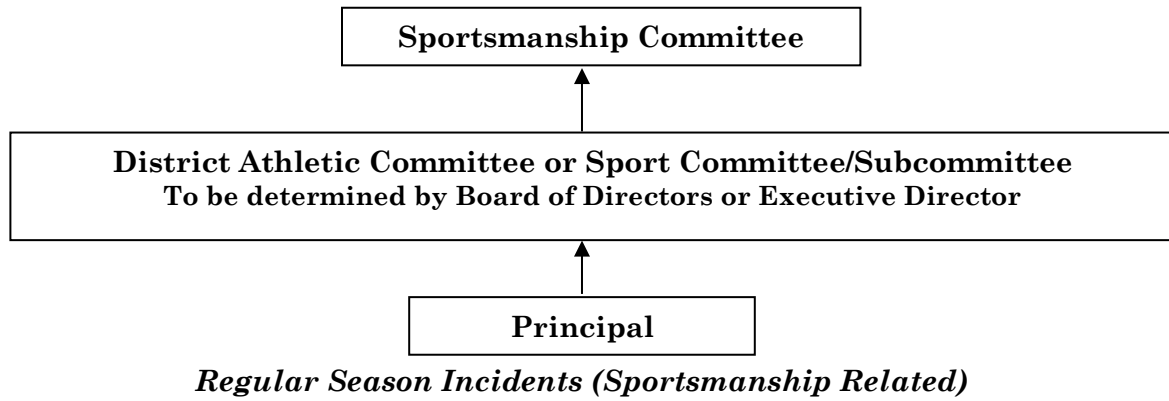 Sportsmanship Committee
District Athletic Committee or Sport Committee/Subcommittee
To be determined by Board of Directors or Executive Director
Principal
Regular Season Incidents (Sportsmanship Related)